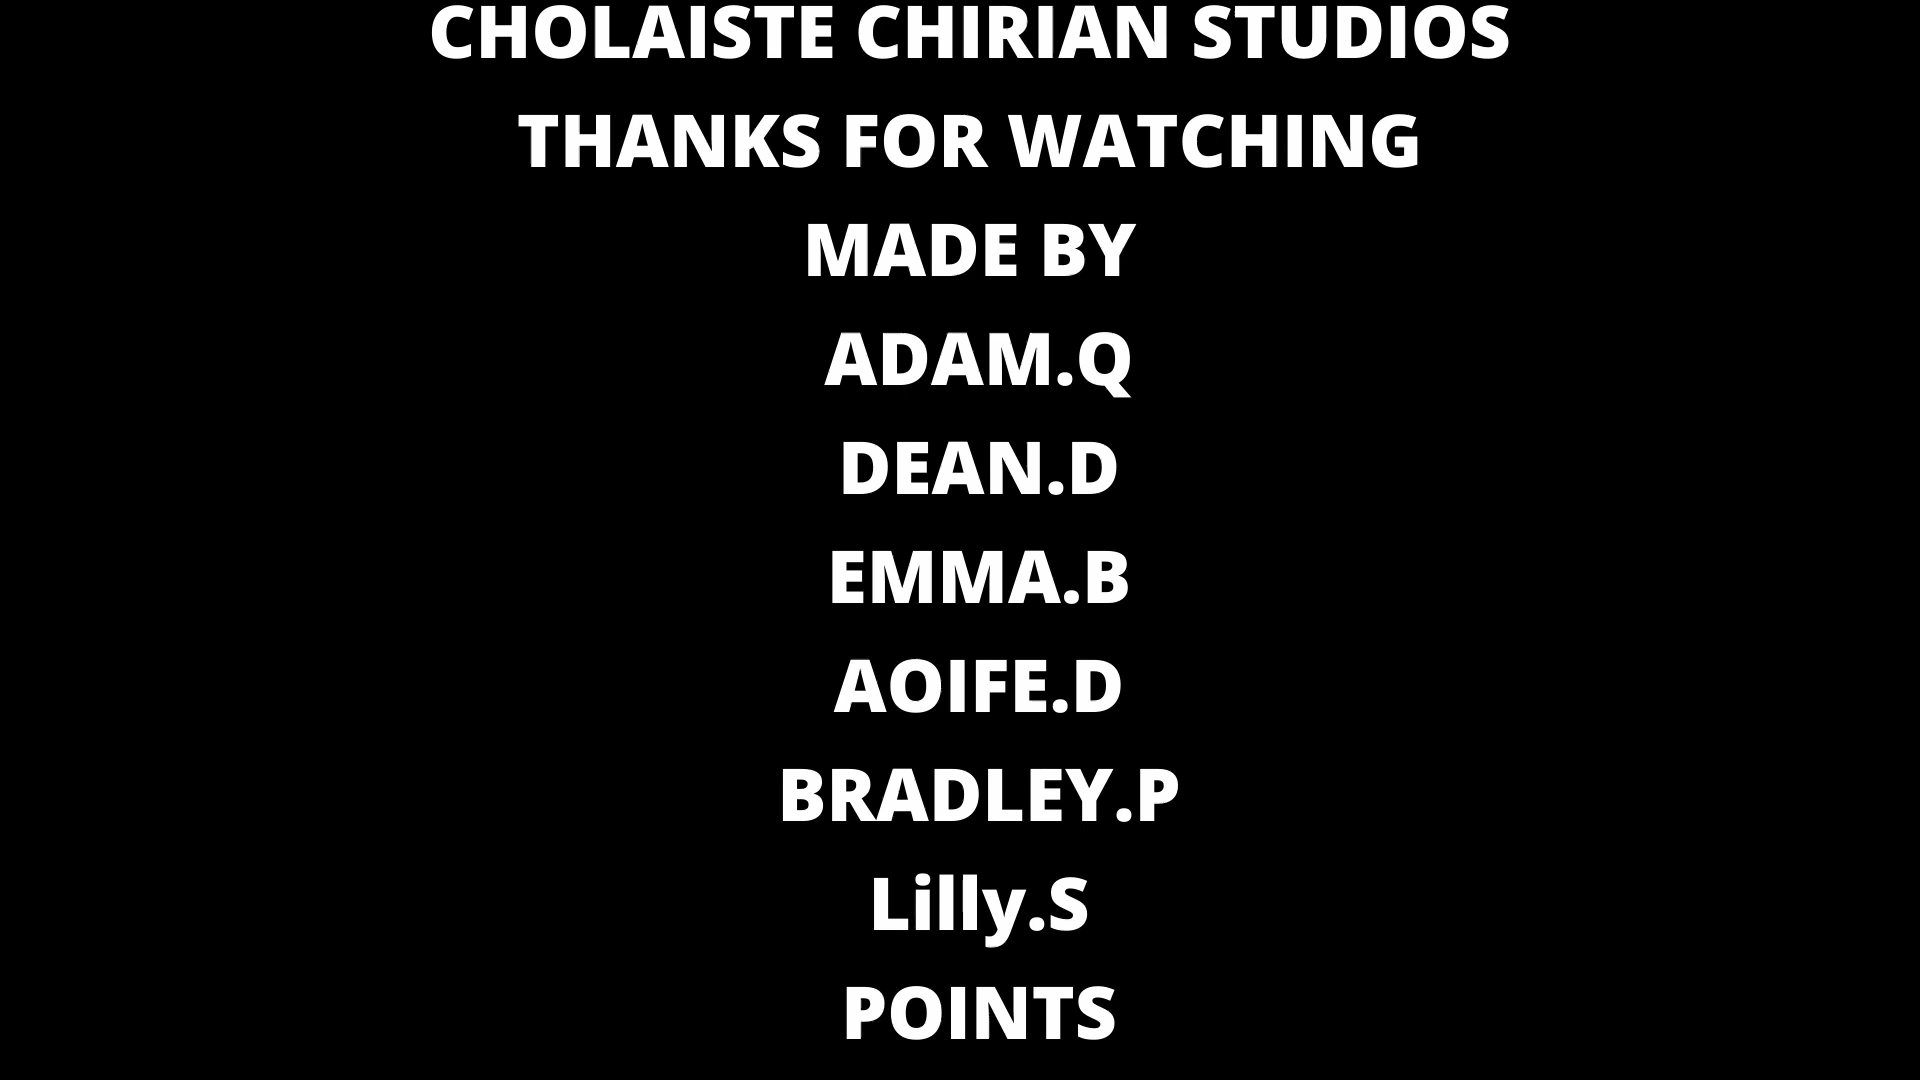 CHOLAISTE CHIRIAN STUDIOS
THANKS FOR WATCHING
MADE BY
ADAM.Q
DEAN.D
EMMA.B
AOIFE.D
BRADLEY.P
Lilly.S
POINTS